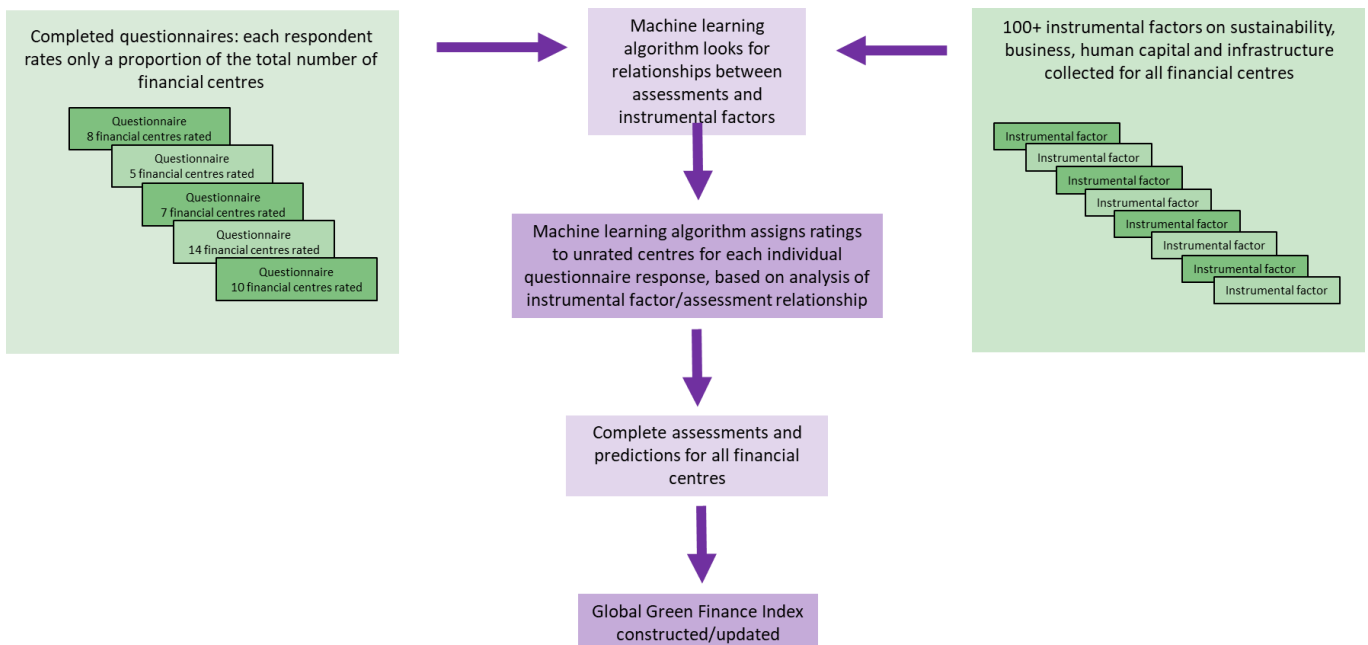 Completed questionnaires: each respondent
rates only a proportion of the total number of
financial centres
Questionnaire
8 financial centres rated
Questionnaire
5 financial centres rated
Questionnaire
7 financial centres rated
Questionnaire
14 financial centres rated
Questionnaire
10 financial centres rated
Machine learning
algorithm looks for
relationships between
assessments and
instrumental factors
100+ instrumental factors on sustainability,
business, human capital and infrastructure
collected for all financial centres
Instrumental factor
Instrumental factor
Instrumental factor
Instrumental factor
Instrumental factor
Instrumental factor
Instrumental factor
Instrumental factor
Machine learning algorithm assigns ratings
to unrated centres for each individual
questionnaire response, based on analysis of
instrumental factor/assessment relationship
Complete assessments and
predictions for all financial
centres
Global Green Finance Index
constructed/updated